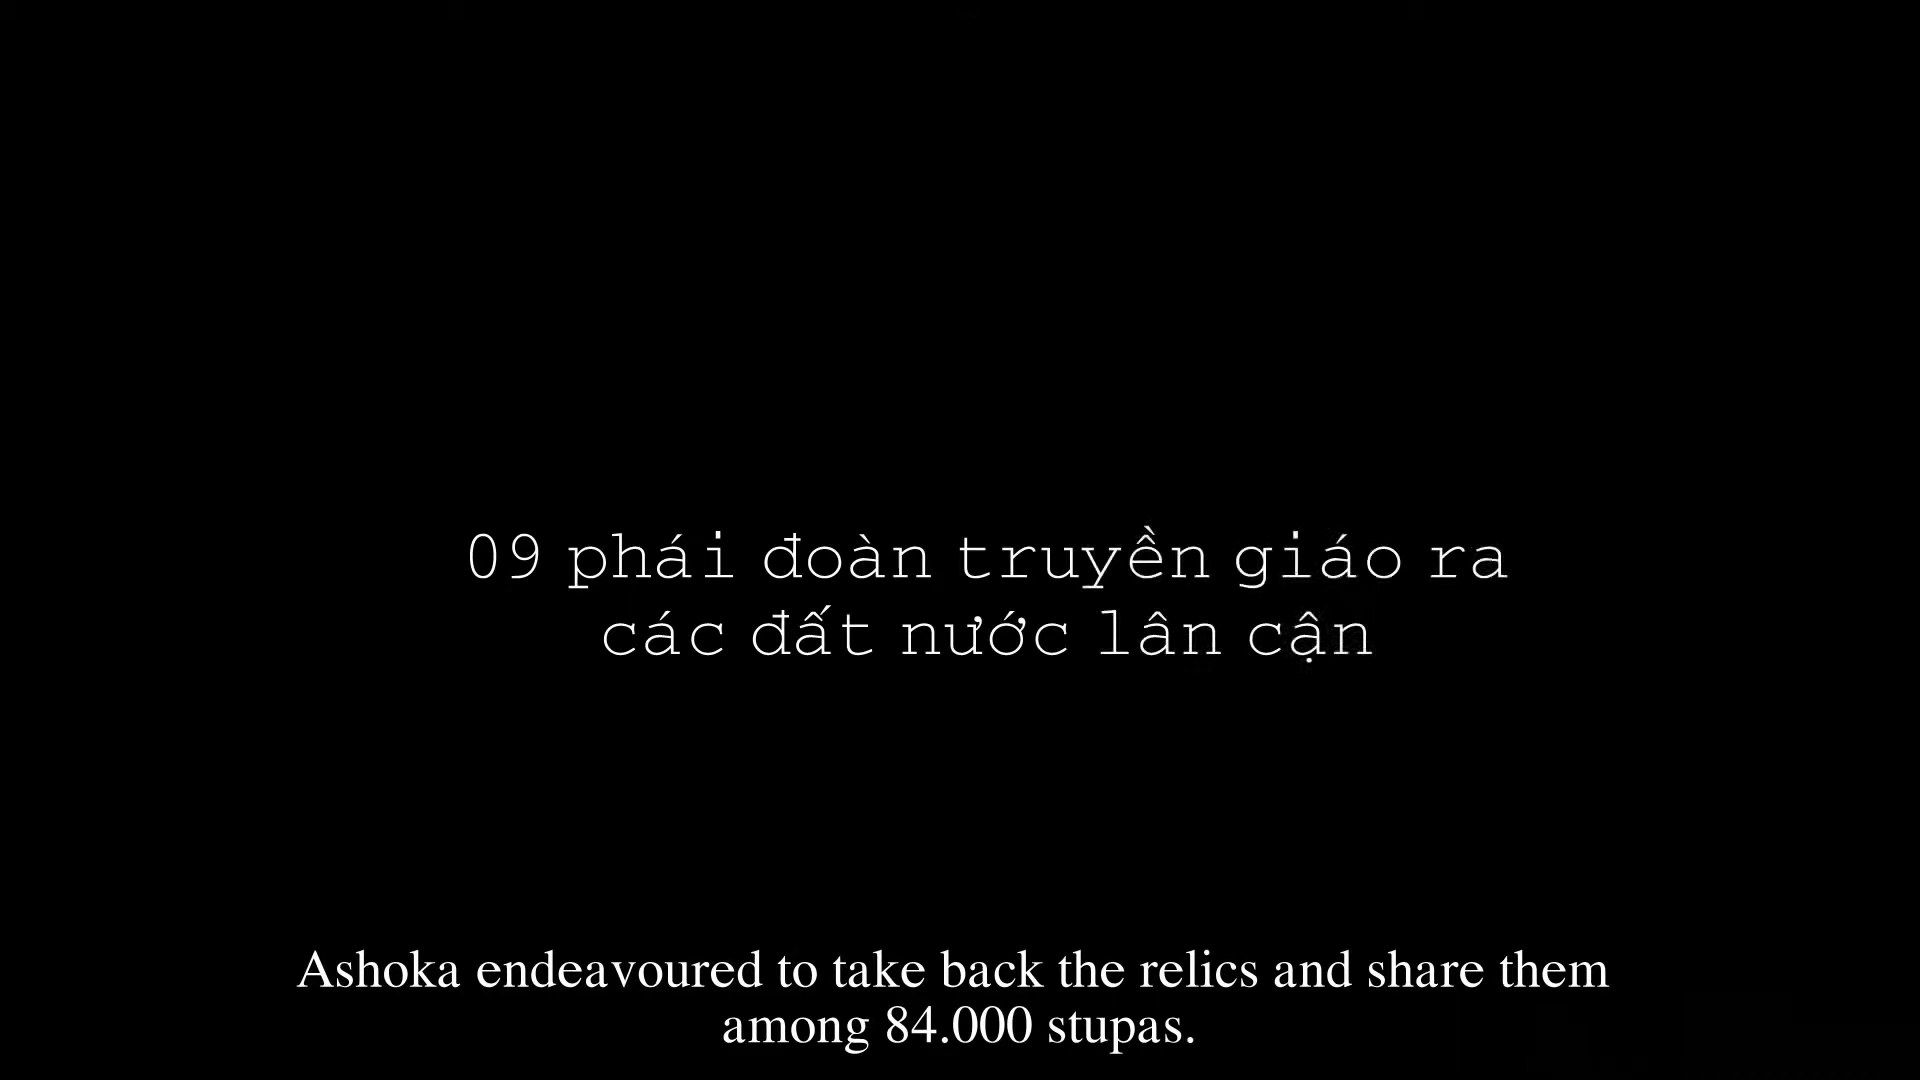 09 phái đoàn truyền giáo ra
các đất nước lân cận
Ashoka endeavoured to take back the relics and share them
among 84.000 stupas.